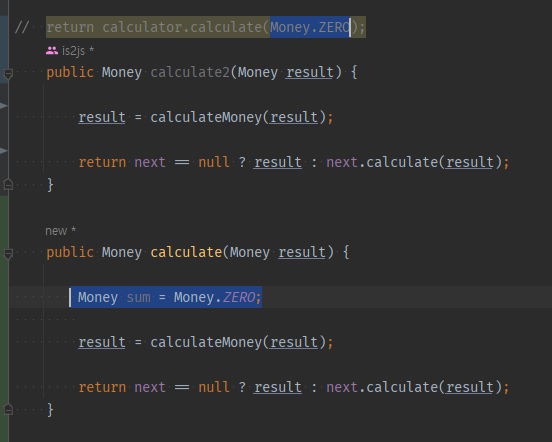 // return calculator.calculate(Money.ZERO);
is2js *
public Money calculate2(Money result) {
result = calculateMoney(result);
return next == null ? result : next.calculate(result);
}
new *
public Money calculate(Money result) {
Money sum = Money.ZERO;
result = calculateMoney(result);
return next == null ? result : next.calculate(result);
}